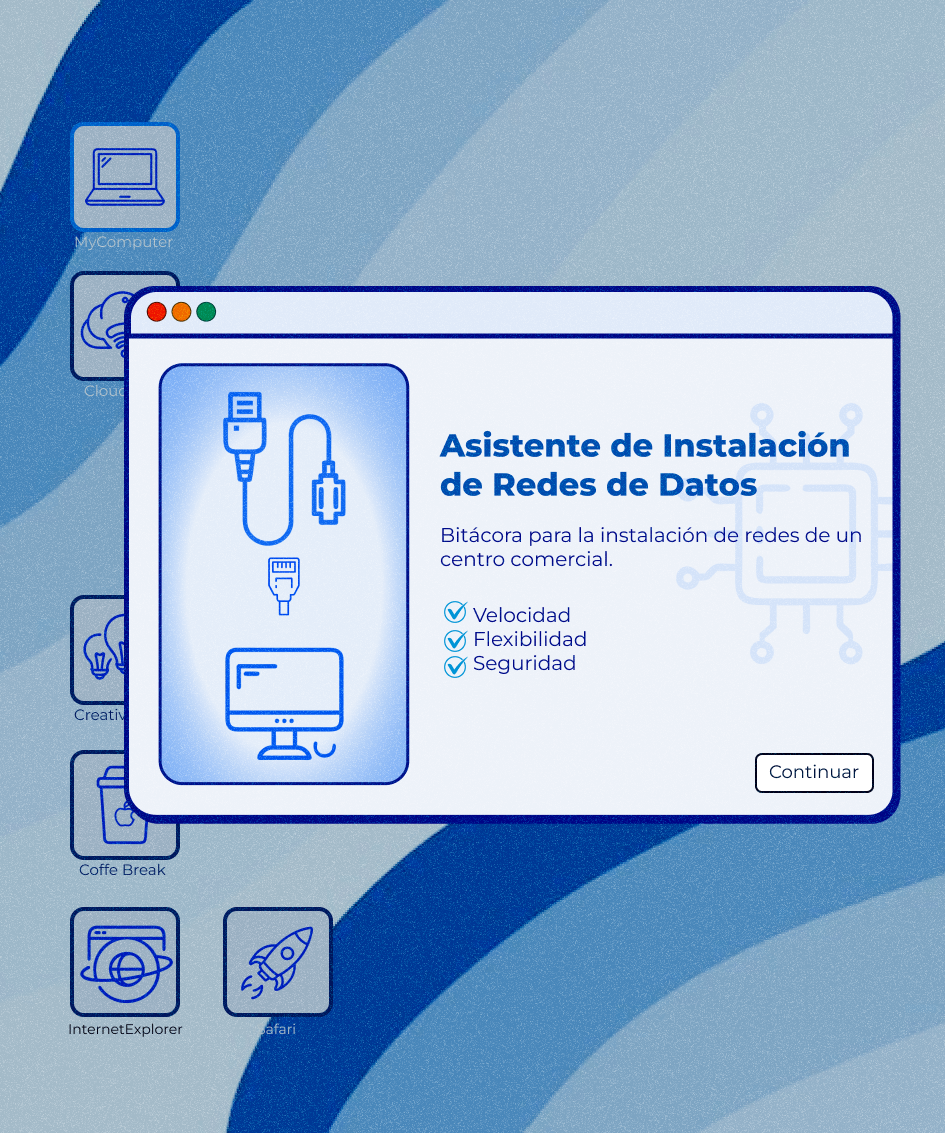 MyComputer
Cloud
Asistente de Instalación
de Redes de Datos
Bitácora para la instalación de redes de un
centro comercial.
Velocidad
Flexibilidad
Seguridad
Continuar
Creativ
Coffe Break
InternetExplorer
Safari